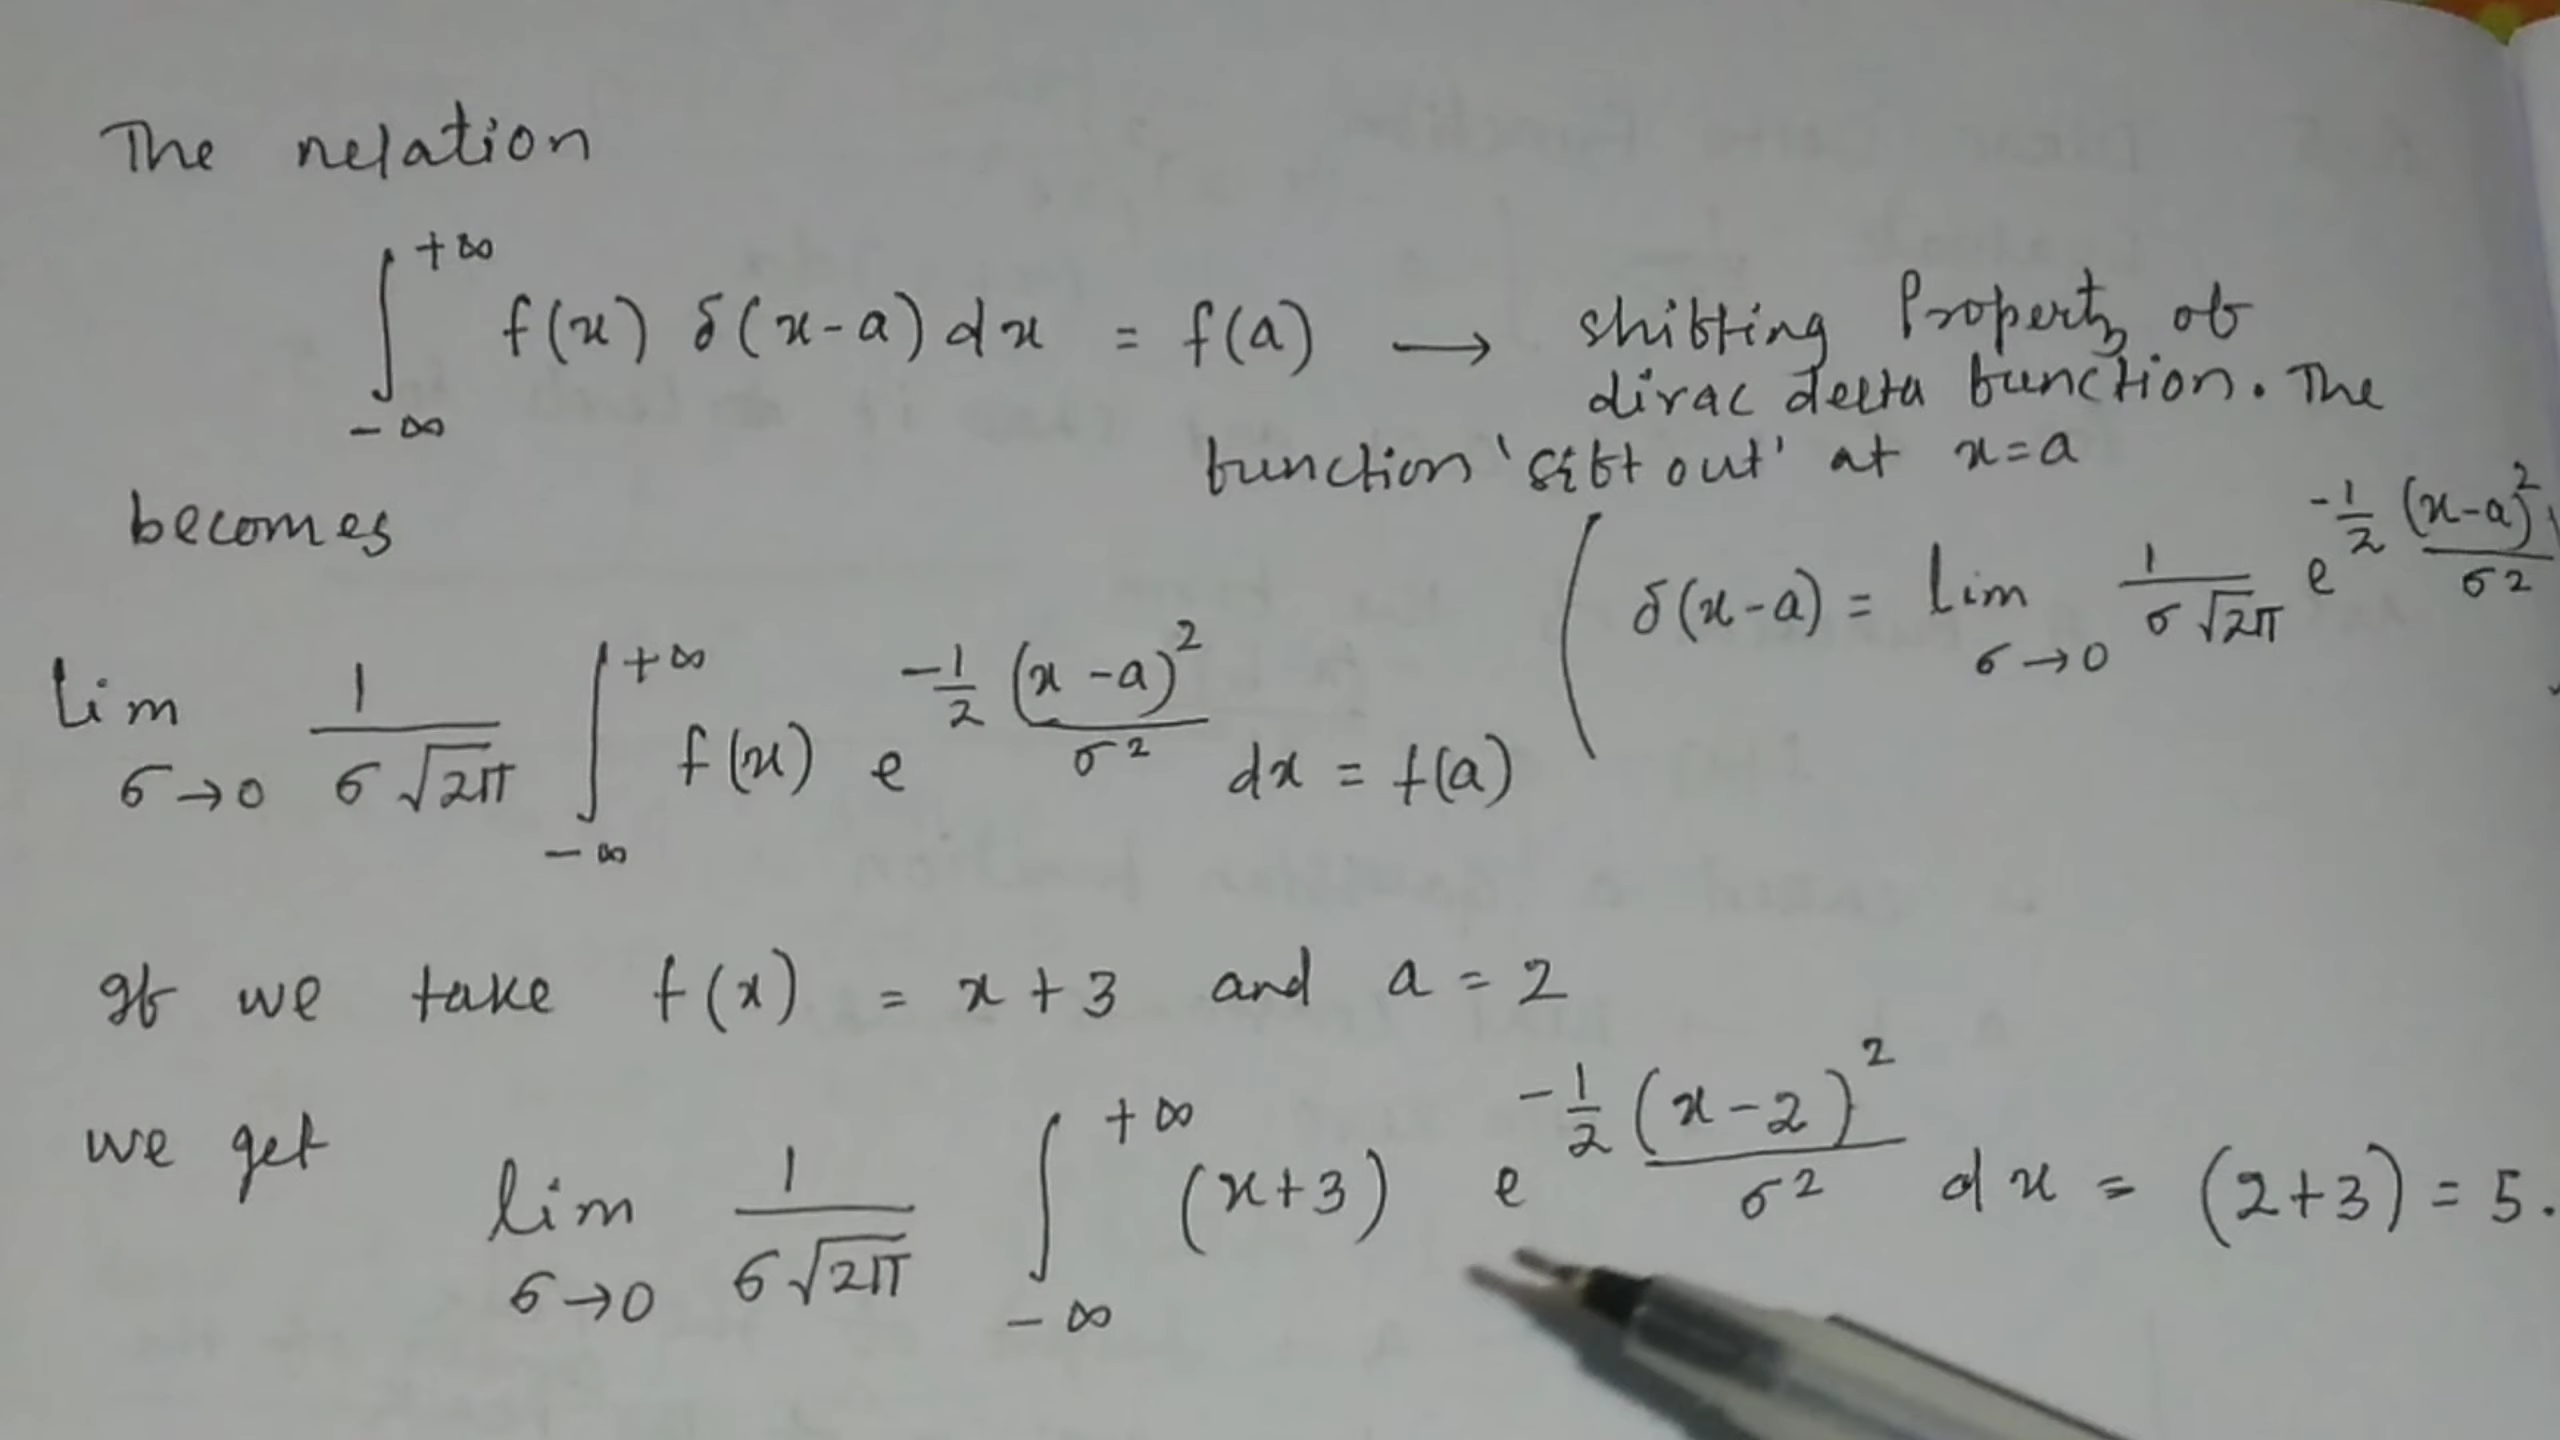 The relation
∫_{-∞}^{+∞} f(x) δ(x-a) dx = f(a) → shifting Property of
dirac delta function. The
function 'sift out' at x=a
becomes
( δ(x-a) = lim_{σ→0} 1/(σ√2π) e^{-1/2 (x-a)²/σ²}
lim_{σ→0} 1/(σ√2π) ∫_{-∞}^{+∞} f(x) e^{-1/2 (x-a)²/σ²} dx = f(a)
If we take f(x) = x+3 and a = 2
we get lim_{σ→0} 1/(σ√2π) ∫_{-∞}^{+∞} (x+3) e^{-1/2 (x-2)²/σ²} dx = (2+3) = 5.